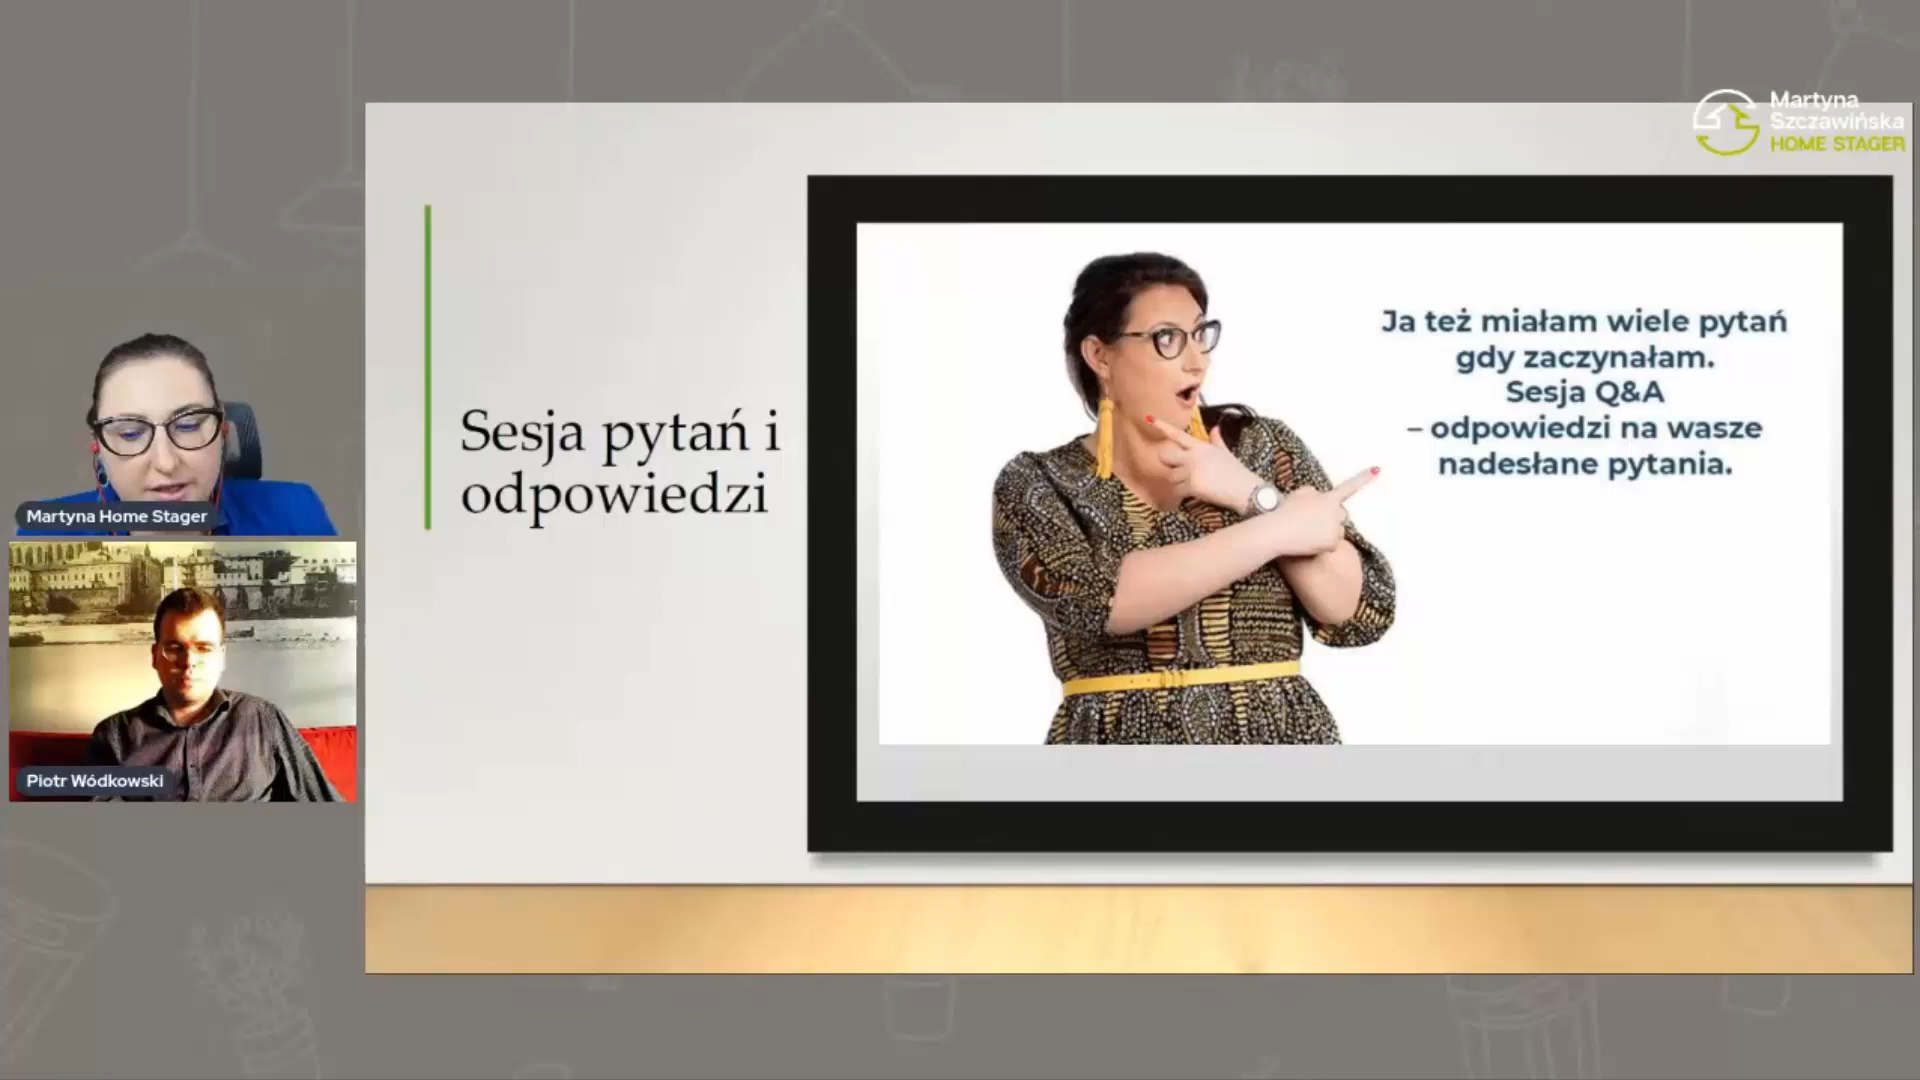 Martyna
Szczawińska
HOME STAGER
Sesja pytań i
odpowiedzi
Ja też miałam wiele pytań
gdy zaczynałam.
Sesja Q&A
– odpowiedzi na wasze
nadesłane pytania.
Martyna Home Stager
Piotr Wódkowski